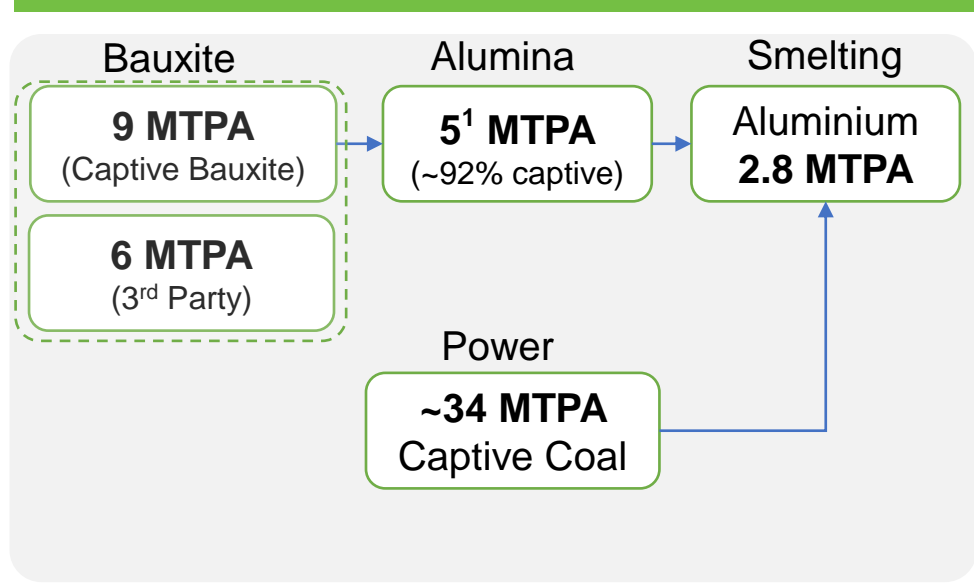 Bauxite
9 MTPA
(Captive Bauxite)
6 MTPA
(3rd Party)
Alumina
5¹ MTPA
(~92% captive)
Smelting
Aluminium
2.8 MTPA
Power
~34 MTPA
Captive Coal